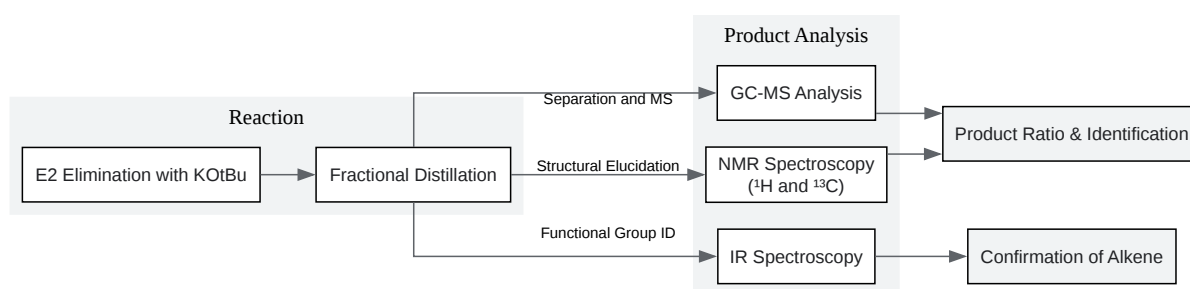 Product Analysis
Reaction
Separation and MS
GC-MS Analysis
E2 Elimination with KOtBu
Fractional Distillation
Structural Elucidation
NMR Spectroscopy
(¹H and ¹³C)
Product Ratio & Identification
Functional Group ID
IR Spectroscopy
Confirmation of Alkene